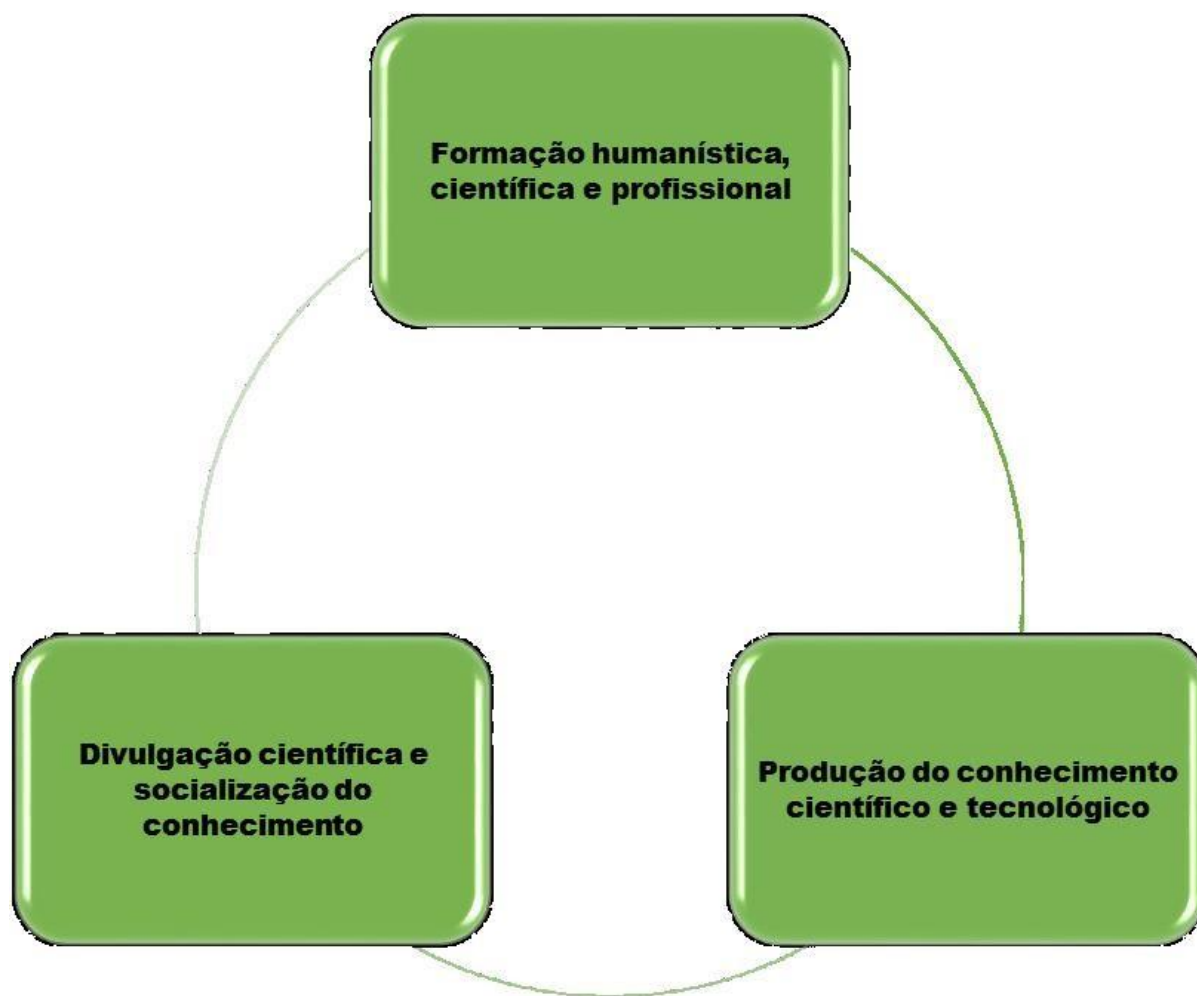 Formação humanística,
científica e profissional
Divulgação científica e
socialização do
conhecimento
Produção do conhecimento
científico e tecnológico